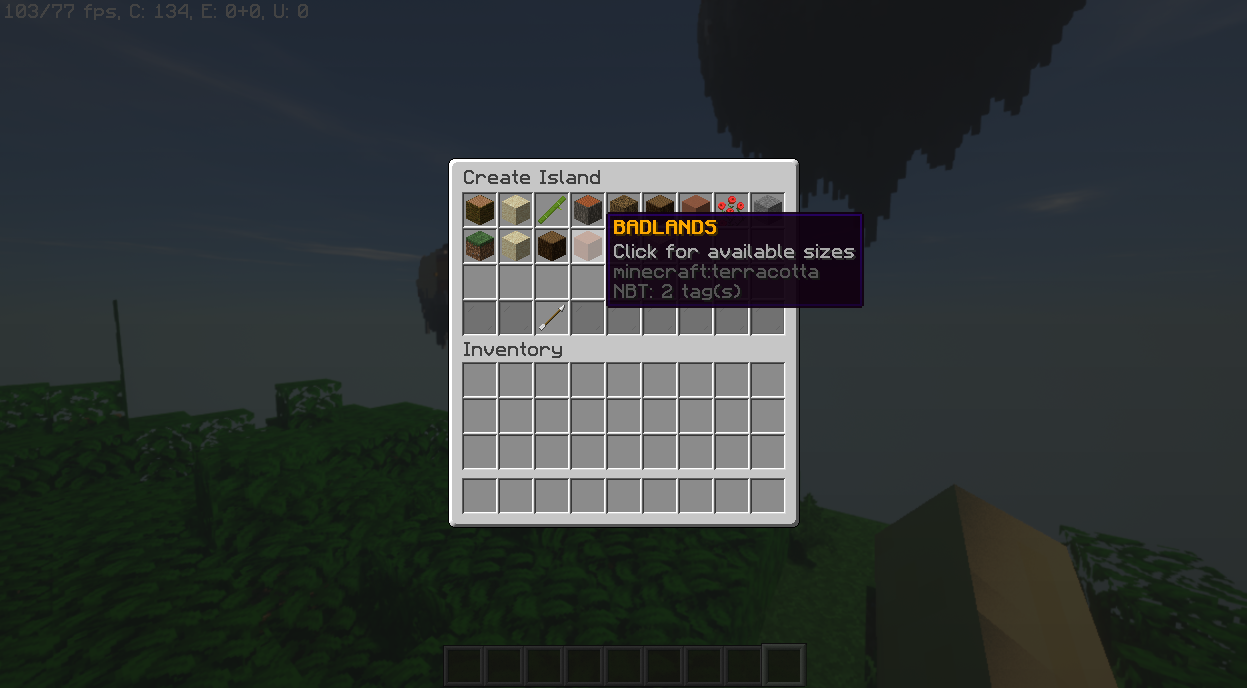 103/77 fps, C: 134, E: 0+0, U: 0
Create Island
BADLANDS
Click for available sizes
minecraft:terracotta
NBT: 2 tag(s)
Inventory